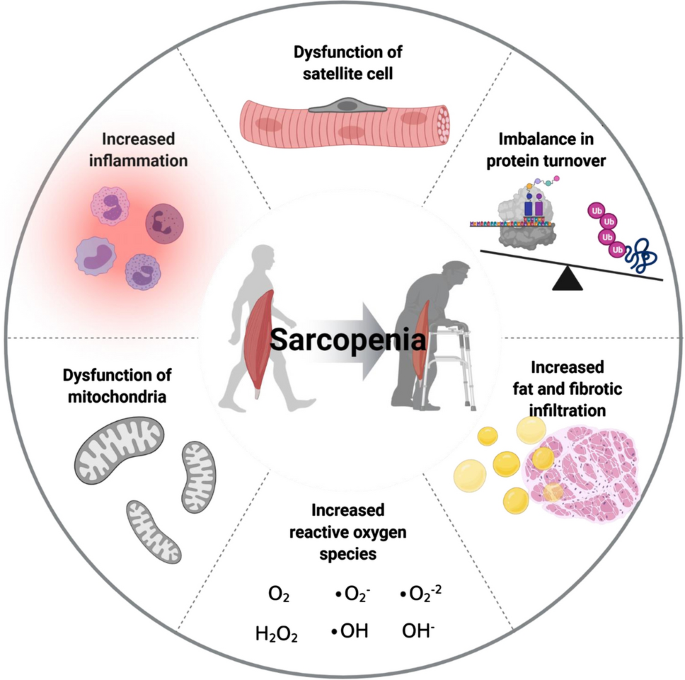 Dysfunction of
satellite cell
Increased
inflammation
Imbalance in
protein turnover
Ub
Ub
Ub
Ub
Sarcopenia
Dysfunction of
mitochondria
Increased
fat and fibrotic
infiltration
Increased
reactive oxygen
species
O₂ •O₂⁻ •O₂⁻²
H₂O₂ •OH OH⁻